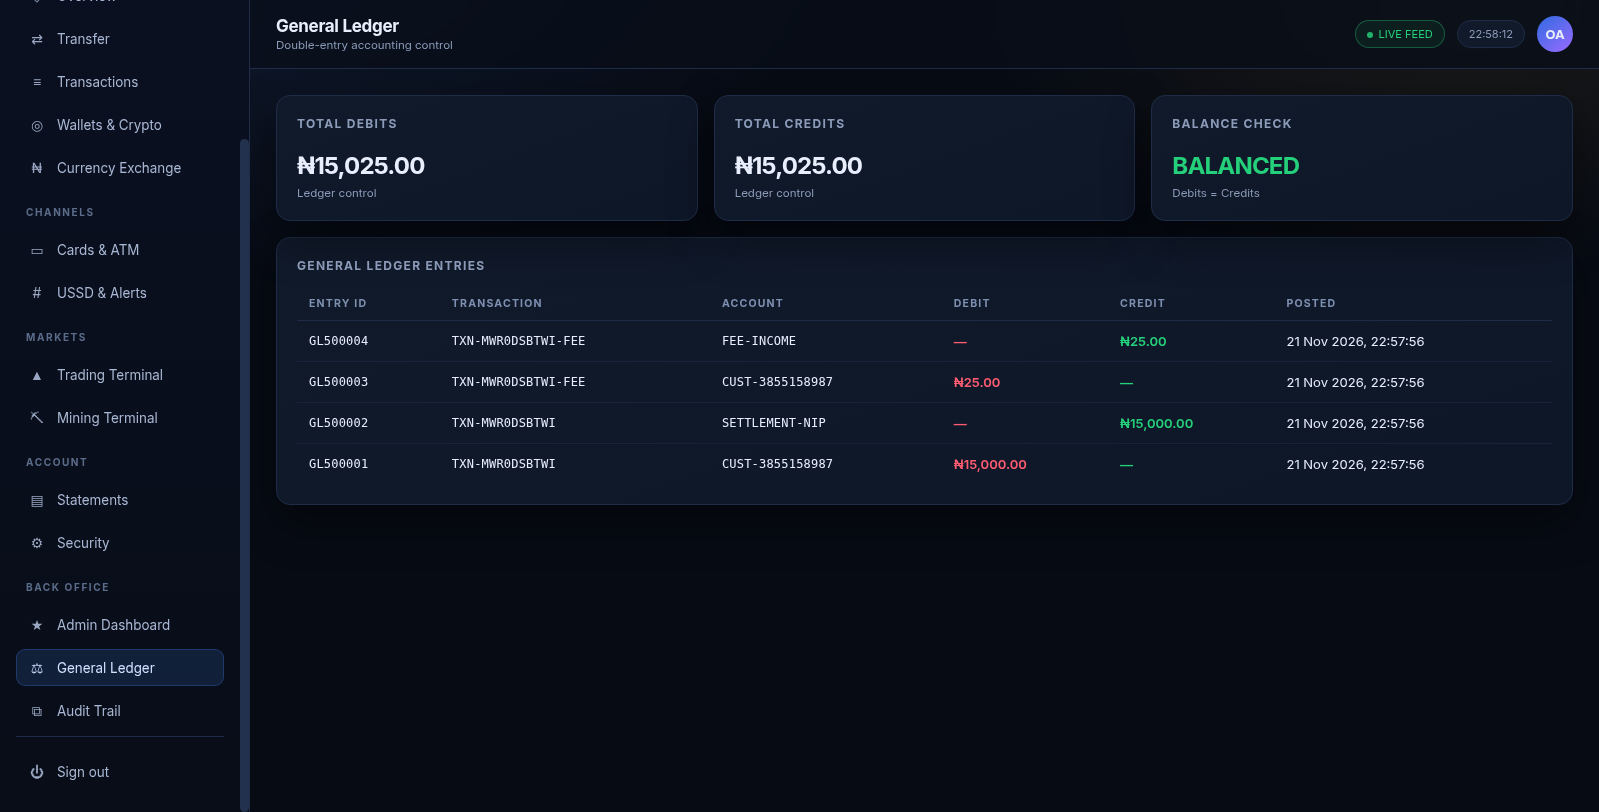 Transfer
Transactions
Wallets & Crypto
₦ Currency Exchange
CHANNELS
Cards & ATM
# USSD & Alerts
MARKETS
Trading Terminal
Mining Terminal
ACCOUNT
Statements
Security
BACK OFFICE
Admin Dashboard
General Ledger
Audit Trail
Sign out
General Ledger
Double-entry accounting control
LIVE FEED
22:58:12
OA
TOTAL DEBITS
₦15,025.00
Ledger control
TOTAL CREDITS
₦15,025.00
Ledger control
BALANCE CHECK
BALANCED
Debits = Credits
GENERAL LEDGER ENTRIES
ENTRY ID TRANSACTION ACCOUNT DEBIT CREDIT POSTED
GL500004 TXN-MWR0DSBTWI-FEE FEE-INCOME — ₦25.00 21 Nov 2026, 22:57:56
GL500003 TXN-MWR0DSBTWI-FEE CUST-3855158987 ₦25.00 — 21 Nov 2026, 22:57:56
GL500002 TXN-MWR0DSBTWI SETTLEMENT-NIP — ₦15,000.00 21 Nov 2026, 22:57:56
GL500001 TXN-MWR0DSBTWI CUST-3855158987 ₦15,000.00 — 21 Nov 2026, 22:57:56